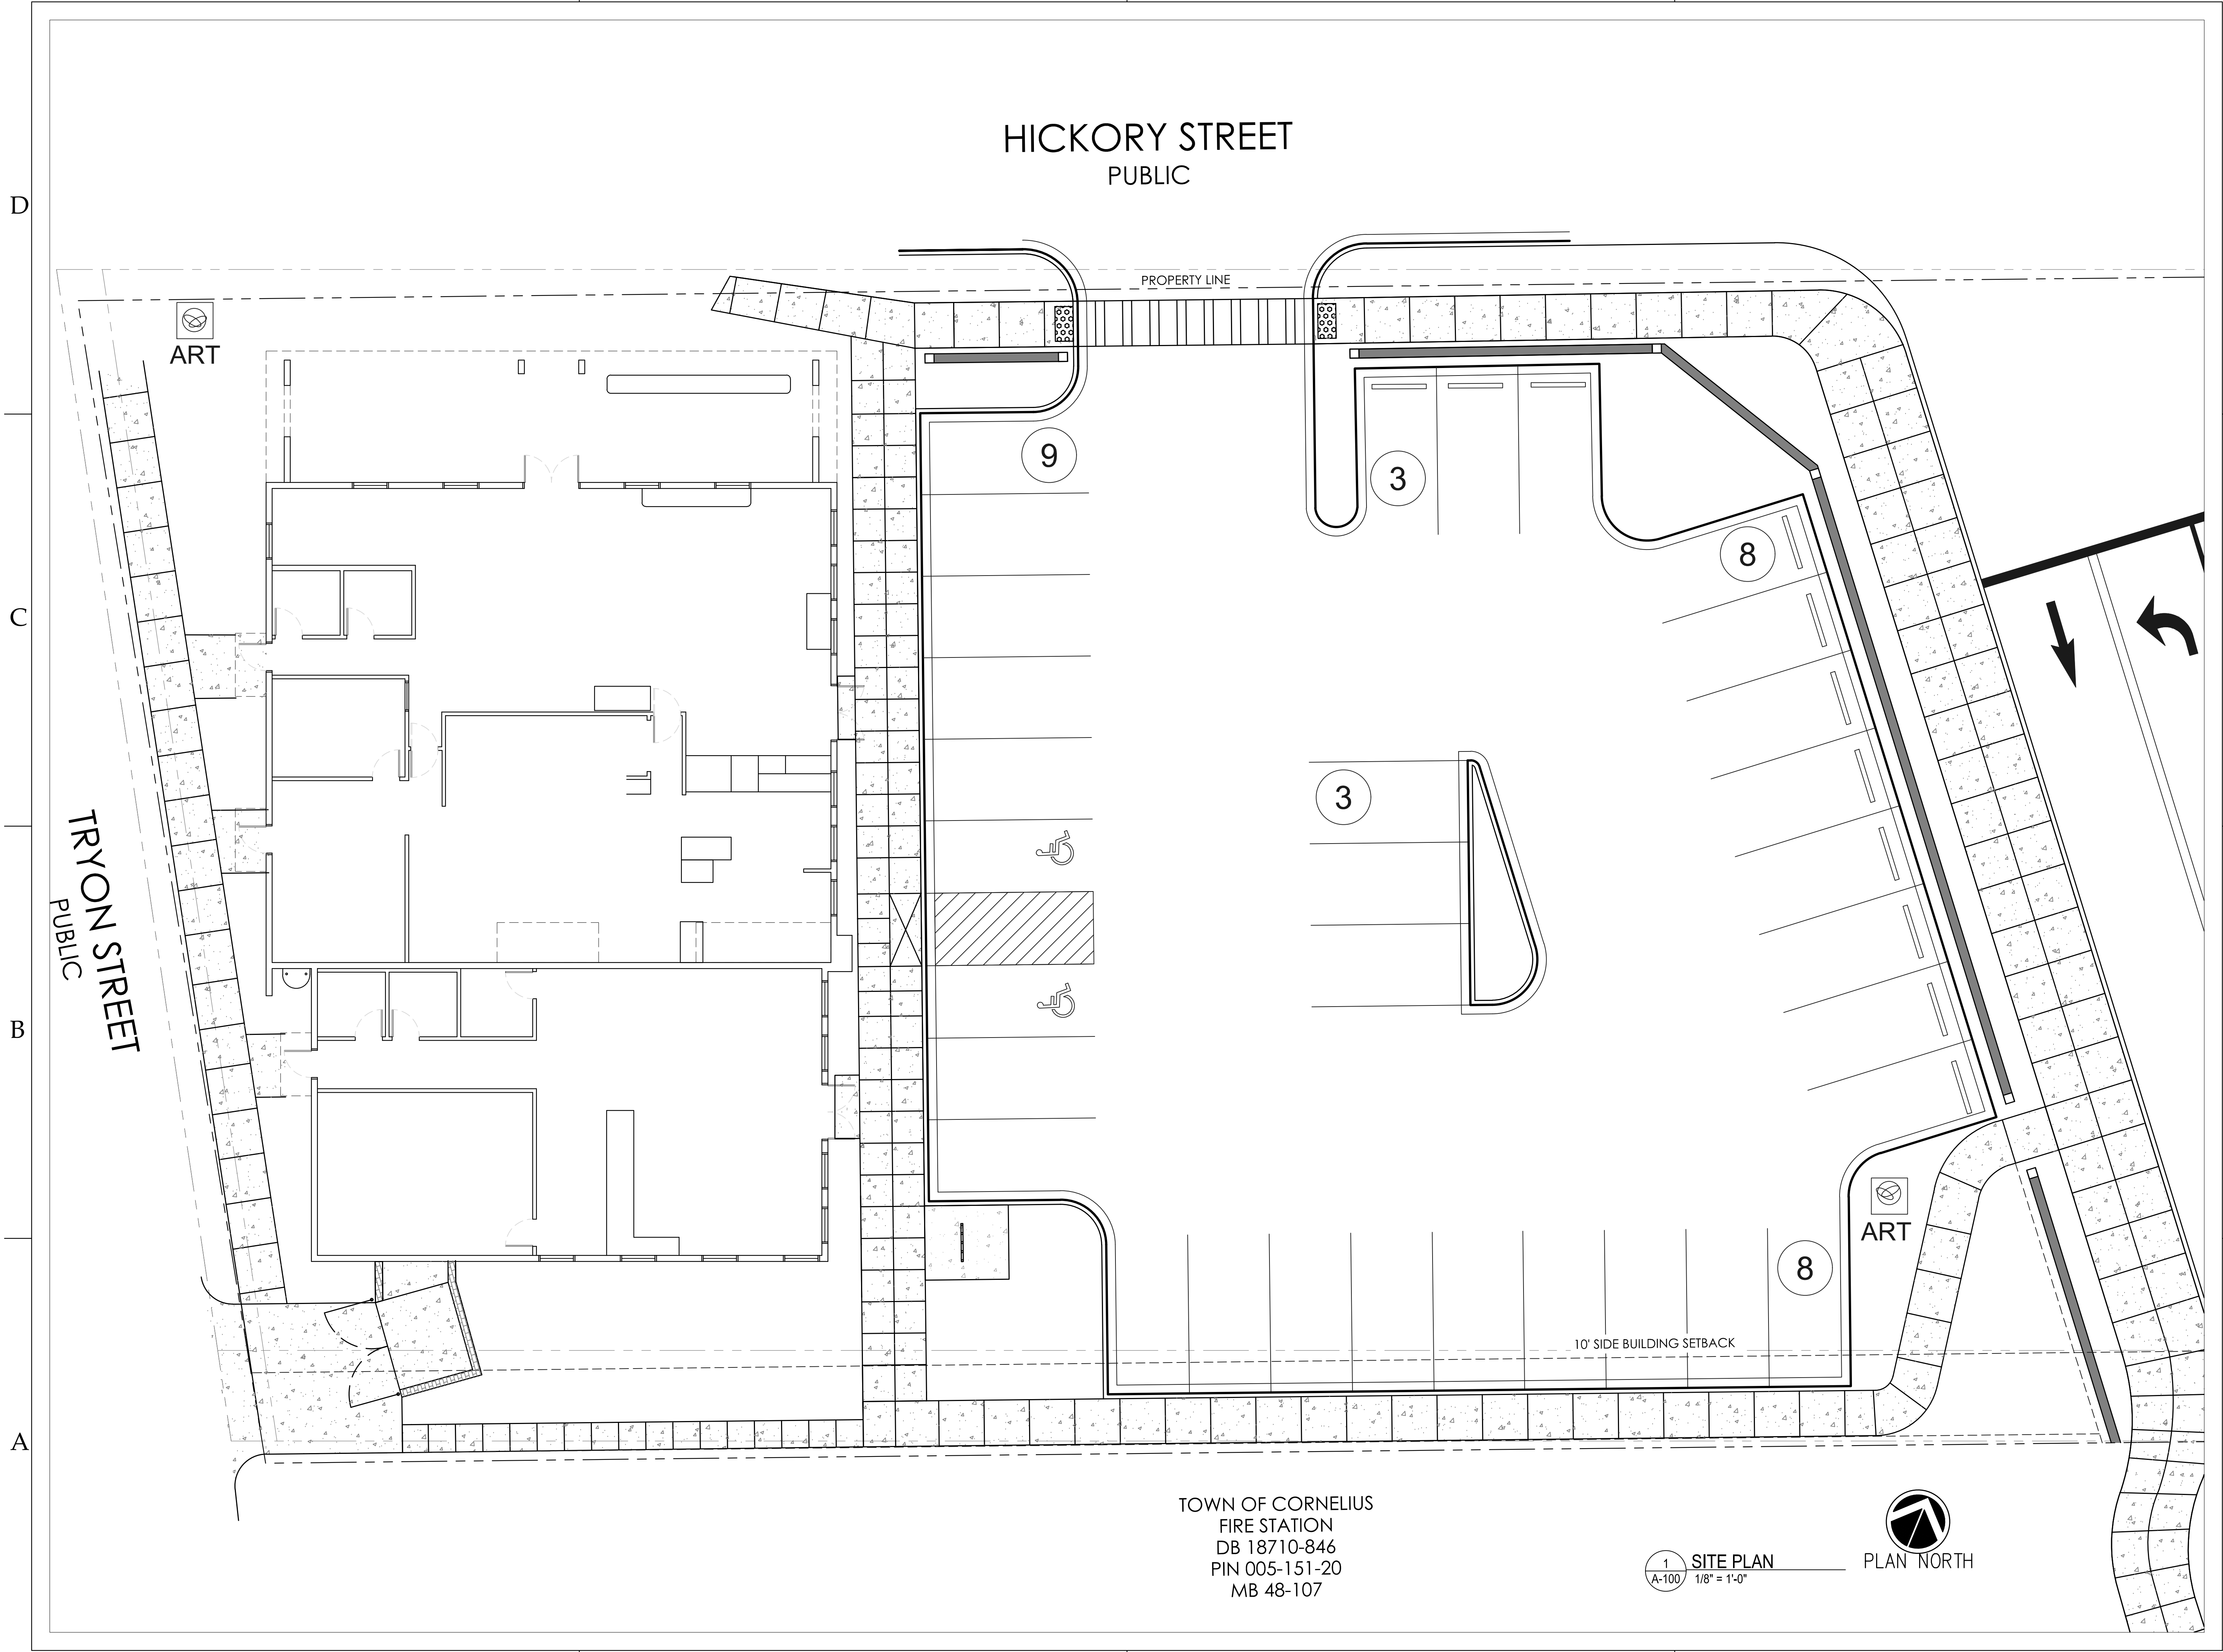 HICKORY STREET
PUBLIC
D
PROPERTY LINE
ART
9
3
8
C
3
TRYON STREET
PUBLIC
B
ART
8
10' SIDE BUILDING SETBACK
A
TOWN OF CORNELIUS
FIRE STATION
DB 18710-846
PIN 005-151-20
MB 48-107
1
A-100
SITE PLAN
1/8" = 1'-0"
PLAN NORTH